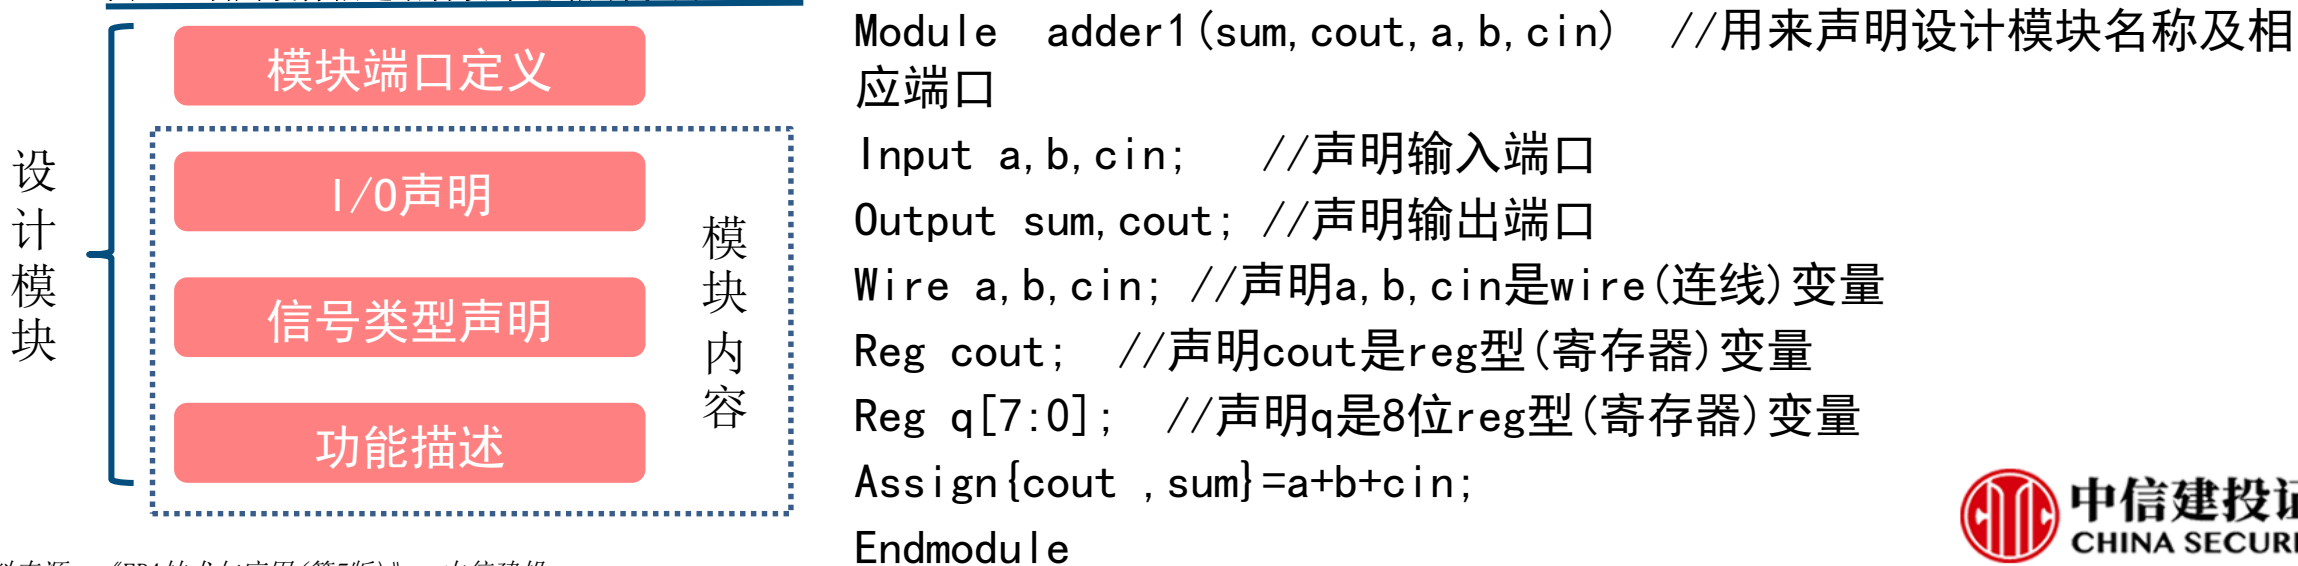 设计模块
模块端口定义
I/O声明
信号类型声明
功能描述
模块内容
Module  adder1(sum,cout,a,b,cin)  //用来声明设计模块名称及相
应端口
Input a,b,cin;   //声明输入端口
Output sum,cout; //声明输出端口
Wire a,b,cin; //声明a,b,cin是wire(连线)变量
Reg cout;  //声明cout是reg型(寄存器)变量
Reg q[7:0];  //声明q是8位reg型(寄存器)变量
Assign{cout ,sum}=a+b+cin;
Endmodule
中信建投证
CHINA SECURI